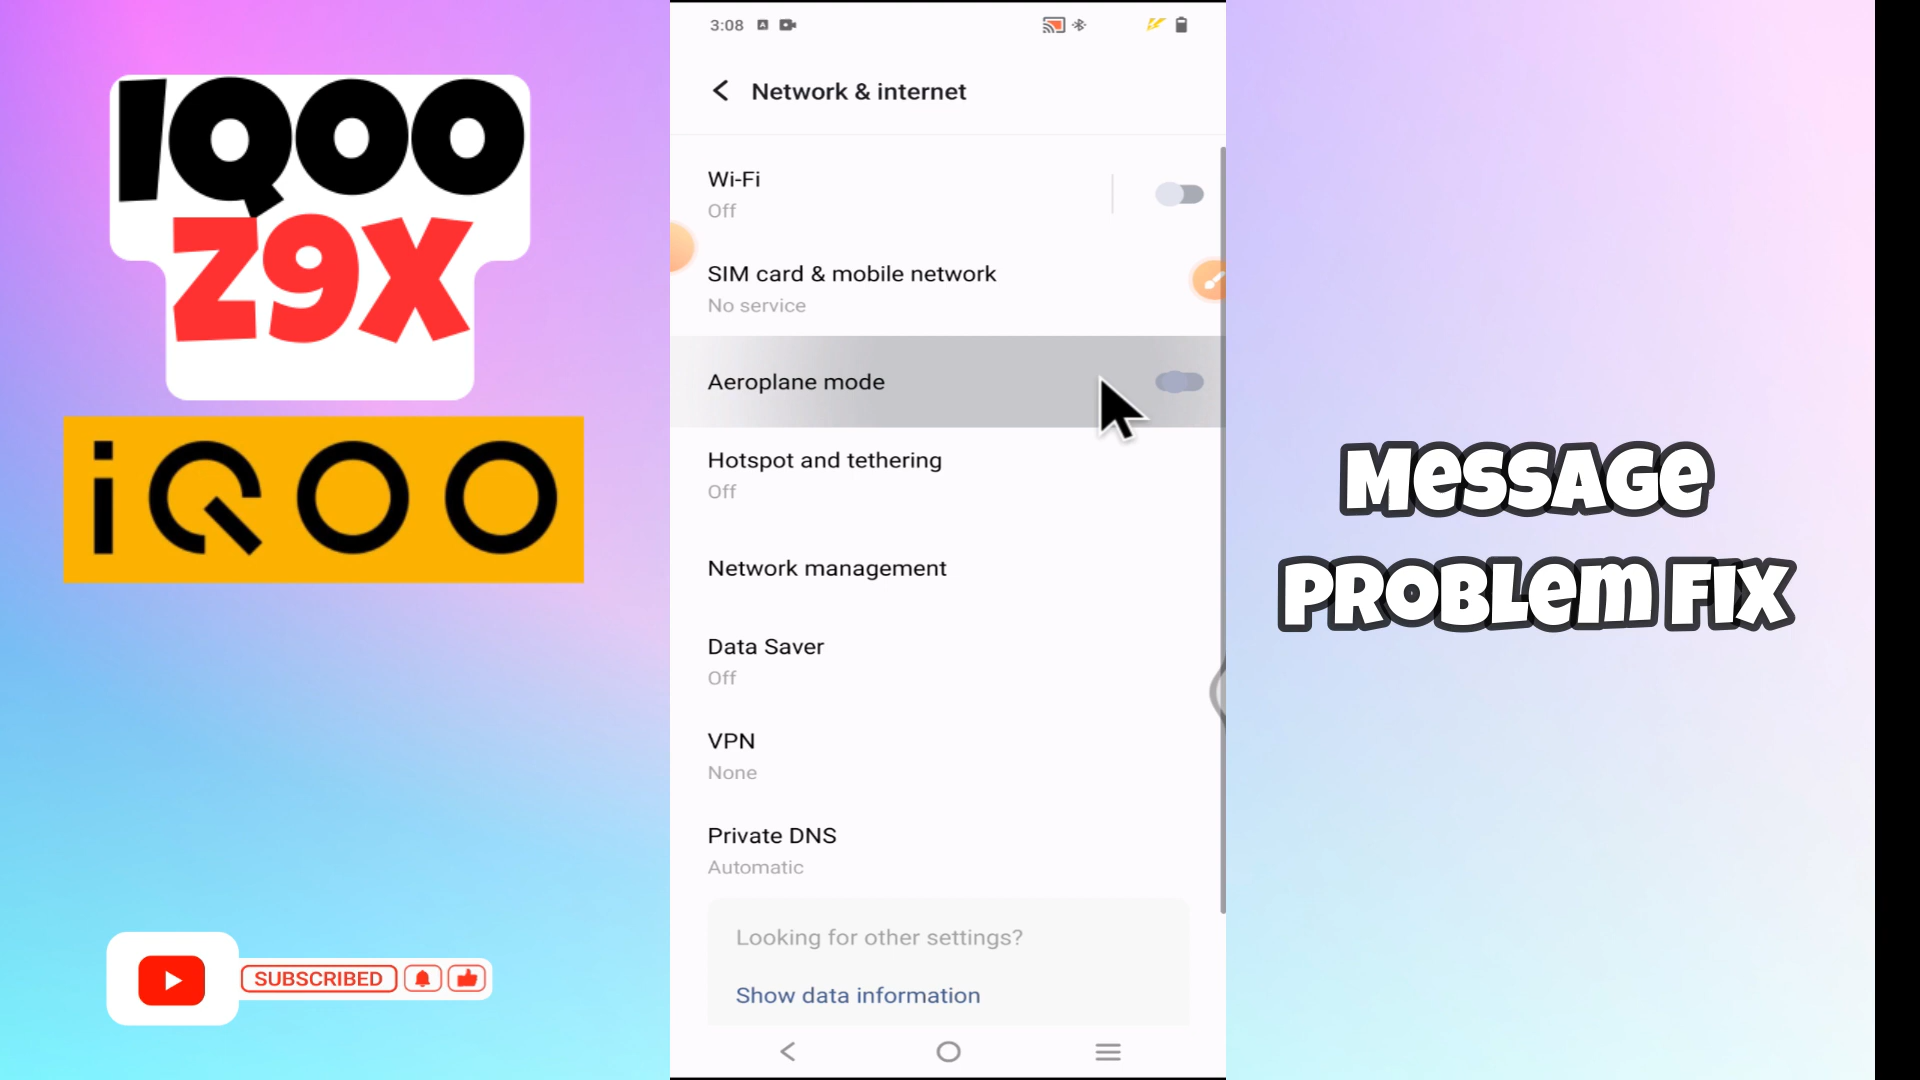 IQOO
Z9X
iQOO
SUBSCRIBED
3:08
Network & internet
Wi-Fi
Off
SIM card & mobile network
No service
Aeroplane mode
Hotspot and tethering
Off
Network management
Data Saver
Off
VPN
None
Private DNS
Automatic
Looking for other settings?
Show data information
Message
Problem Fix